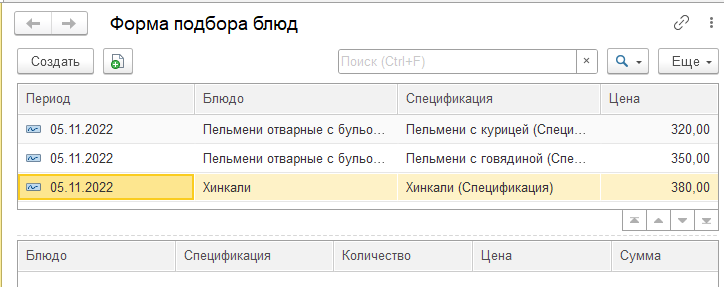 Форма подбора блюд
Создать Поиск (Ctrl+F) × Еще
Период Блюдо Спецификация Цена
05.11.2022 Пельмени отварные с бульо... Пельмени с курицей (Специ... 320,00
05.11.2022 Пельмени отварные с бульо... Пельмени с говядиной (Спе... 350,00
05.11.2022 Хинкали Хинкали (Спецификация) 380,00
Блюдо Спецификация Количество Цена Сумма